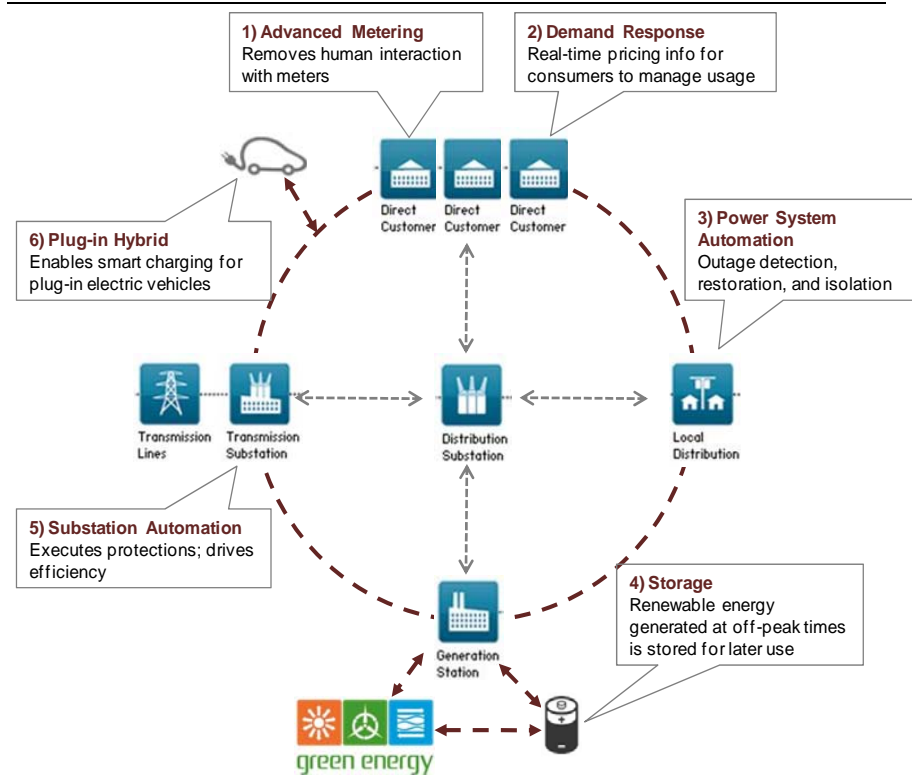 1) Advanced Metering
Removes human interaction
with meters
2) Demand Response
Real-time pricing info for
consumers to manage usage
Direct
Customer
Direct
Customer
Direct
Customer
3) Power System
Automation
Outage detection,
restoration, and isolation
6) Plug-in Hybrid
Enables smart charging for
plug-in electric vehicles
Transmission
Lines
Transmission
Substation
Distribution
Substation
Local
Distribution
5) Substation Automation
Executes protections; drives
efficiency
4) Storage
Renewable energy
generated at off-peak times
is stored for later use
Generation
Station
green energy